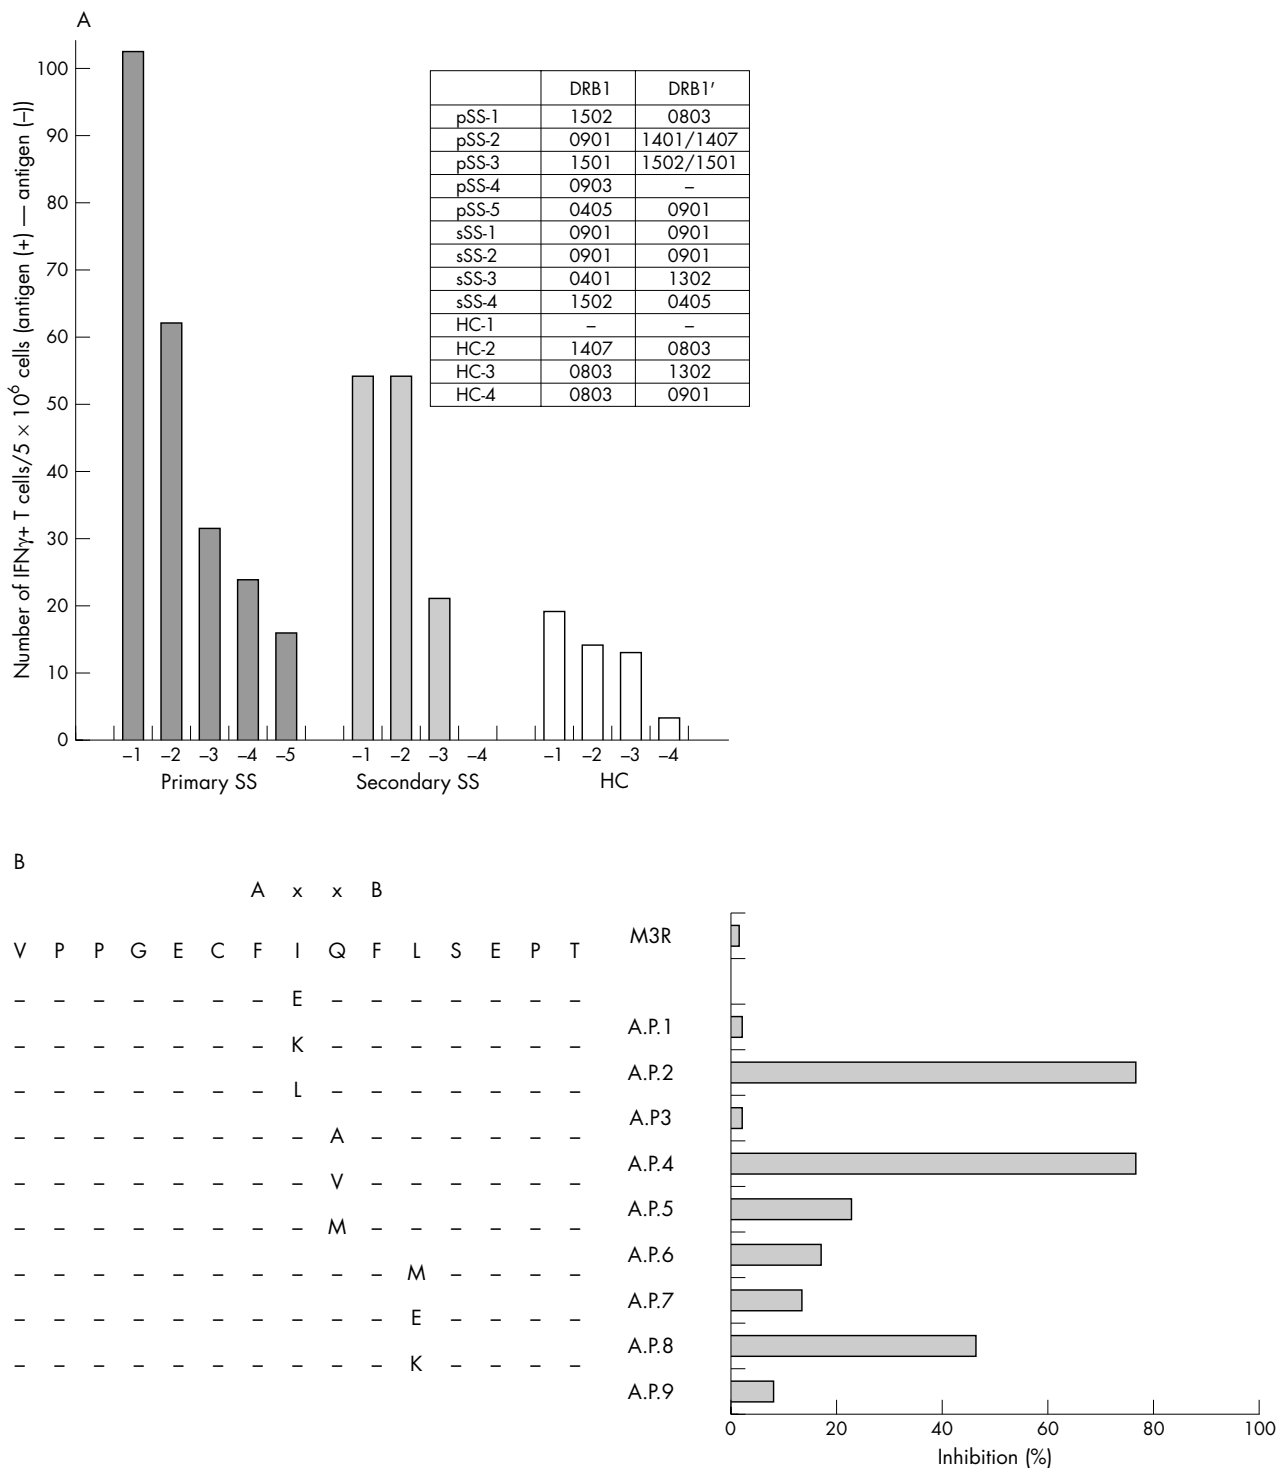 A
Number of IFNγ+ T cells/5 × 10⁶ cells (antigen (+) — antigen (–))
100
90
80
70
60
50
40
30
20
10
0
DRB1 DRB1′
pSS-1 1502 0803
pSS-2 0901 1401/1407
pSS-3 1501 1502/1501
pSS-4 0903 –
pSS-5 0405 0901
sSS-1 0901 0901
sSS-2 0901 0901
sSS-3 0401 1302
sSS-4 1502 0405
HC-1 – –
HC-2 1407 0803
HC-3 0803 1302
HC-4 0803 0901
–1 –2 –3 –4 –5 –1 –2 –3 –4 –1 –2 –3 –4
Primary SS Secondary SS HC
B
A x x B
V P P G E C F I Q F L S E P T M3R
– – – – – – – E – – – – – – – A.P.1
– – – – – – – K – – – – – – – A.P.2
– – – – – – – L – – – – – – – A.P3
– – – – – – – – A – – – – – – A.P.4
– – – – – – – – V – – – – – – A.P.5
– – – – – – – – M – – – – – – A.P.6
– – – – – – – – – – M – – – – A.P.7
– – – – – – – – – – E – – – – A.P.8
– – – – – – – – – – K – – – – A.P.9
0 20 40 60 80 100
Inhibition (%)